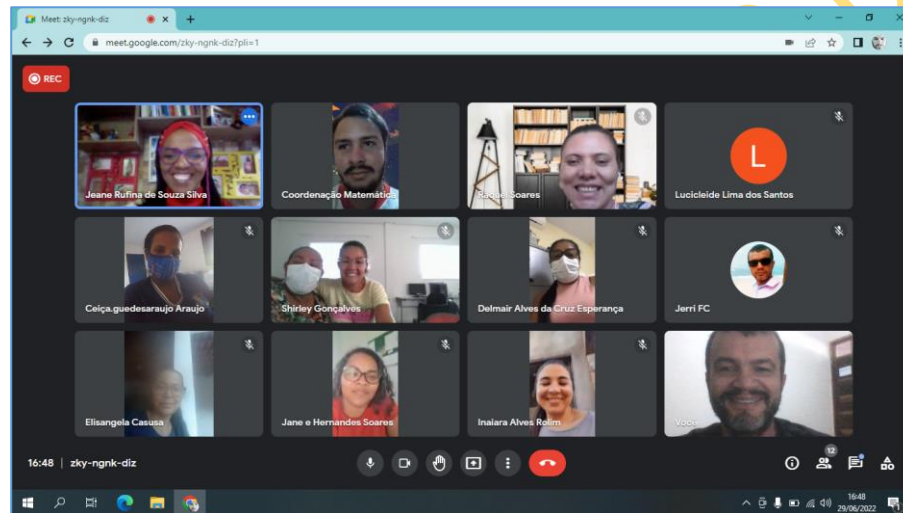 Meet: zky-ngnk-diz
meet.google.com/zky-ngnk-diz?pli=1
REC
Jeane Rufina de Souza Silva
Coordenação Matemática
Raquel Soares
L
Lucicleide Lima dos Santos
Ceiça.guedesaraujo Araujo
Shirley Gonçalves
Delmair Alves da Cruz Esperança
Jerri FC
Elisangela Casusa
Jane e Hernandes Soares
Inaiara Alves Rolim
Você
16:48 | zky-ngnk-diz
12
16:48
29/06/2022